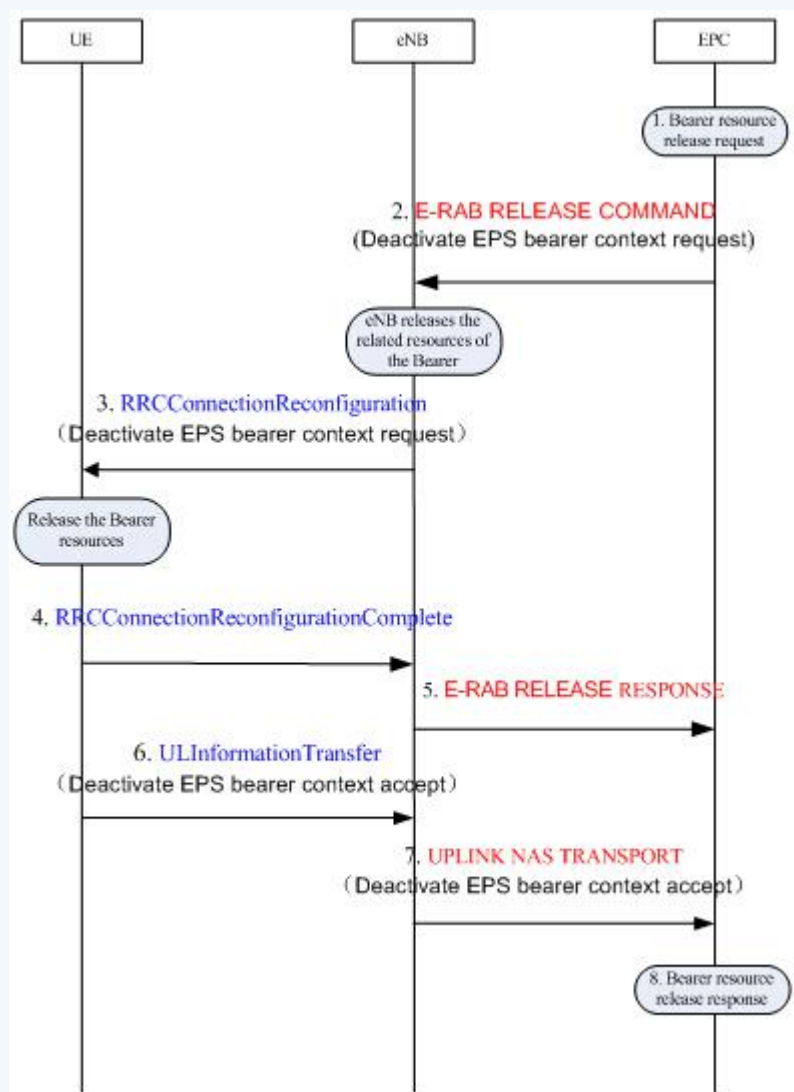 UE
eNB
EPC
1. Bearer resource
release request
2. E-RAB RELEASE COMMAND
(Deactivate EPS bearer context request)
eNB releases the
related resources of
the Bearer
3. RRCConnectionReconfiguration
（Deactivate EPS bearer context request）
Release the Bearer
resources
4. RRCConnectionReconfigurationComplete
5. E-RAB RELEASE RESPONSE
6. ULInformationTransfer
（Deactivate EPS bearer context accept）
7. UPLINK NAS TRANSPORT
（Deactivate EPS bearer context accept）
8. Bearer resource
release response